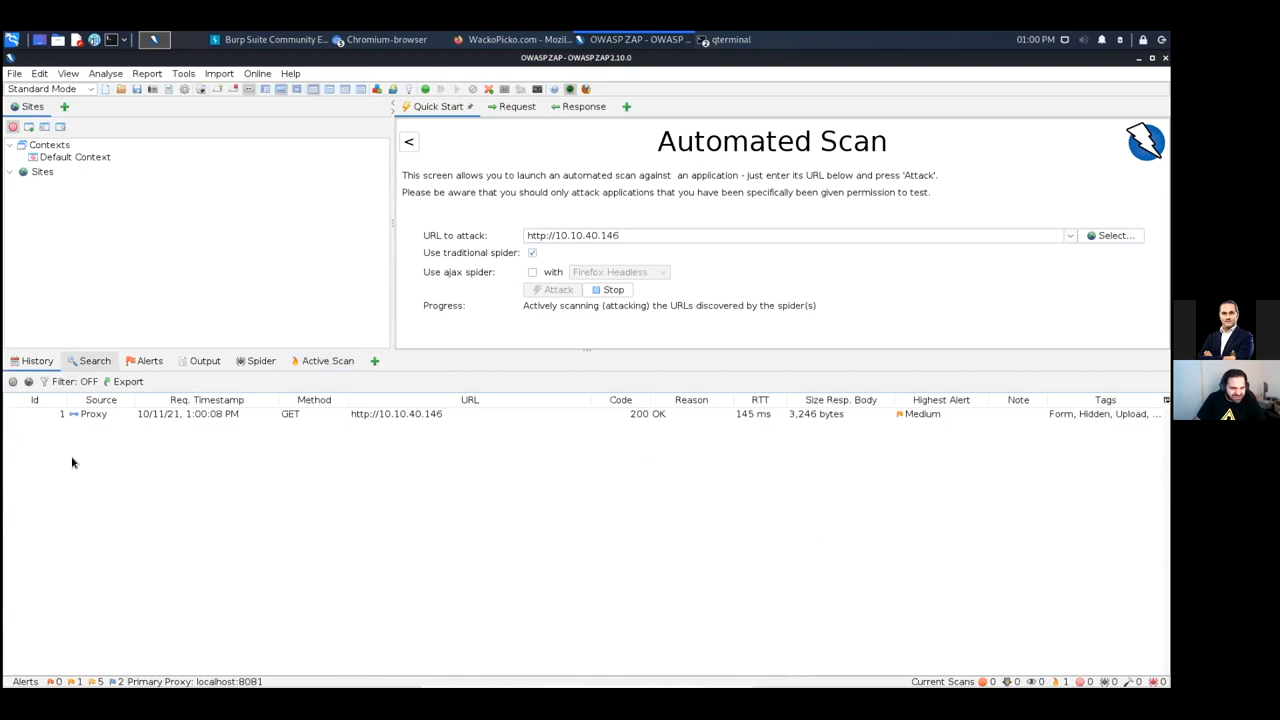 Burp Suite Community E... Chromium-browser WackoPicko - Mozil... OWASP ZAP - OWASP ... qterminal 01:00 PM
OWASP ZAP - OWASP ZAP 2.10.0
File Edit View Analyse Report Tools Import Online Help
Standard Mode
Sites Quick Start Request Response
< Automated Scan
Contexts
Default Context
Sites
This screen allows you to launch an automated scan against an application - just enter its URL below and press 'Attack'.
Please be aware that you should only attack applications that you have been specifically been given permission to test.
URL to attack: http://10.10.40.146 Select...
Use traditional spider:
Use ajax spider: with Firefox Headless
Attack Stop
Progress: Actively scanning (attacking) the URLs discovered by the spider(s)
History Search Alerts Output Spider Active Scan
Filter: OFF Export
Id Source Req. Timestamp Method URL Code Reason RTT Size Resp. Body Highest Alert Note Tags
1 Proxy 10/11/21, 1:00:08 PM GET http://10.10.40.146 200 OK 145 ms 3,246 bytes Medium Form, Hidden, Upload, ...
Alerts 0 1 5 2 Primary Proxy: localhost:8081 Current Scans 0 0 0 1 0 0 0 0